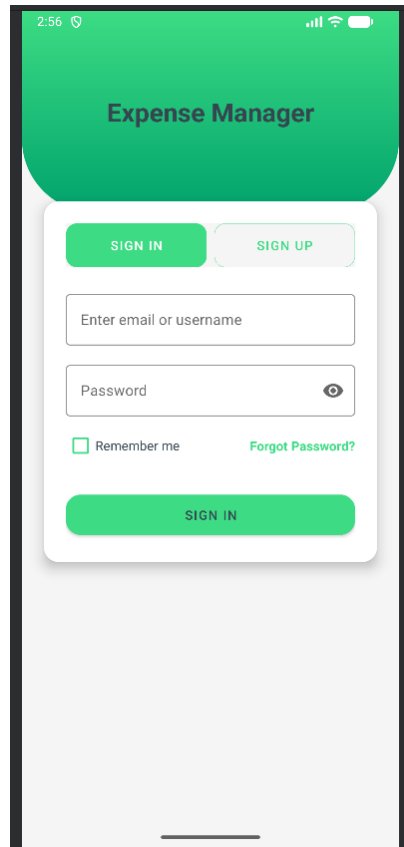 2:56
Expense Manager
SIGN IN SIGN UP
Enter email or username
Password
Remember me Forgot Password?
SIGN IN